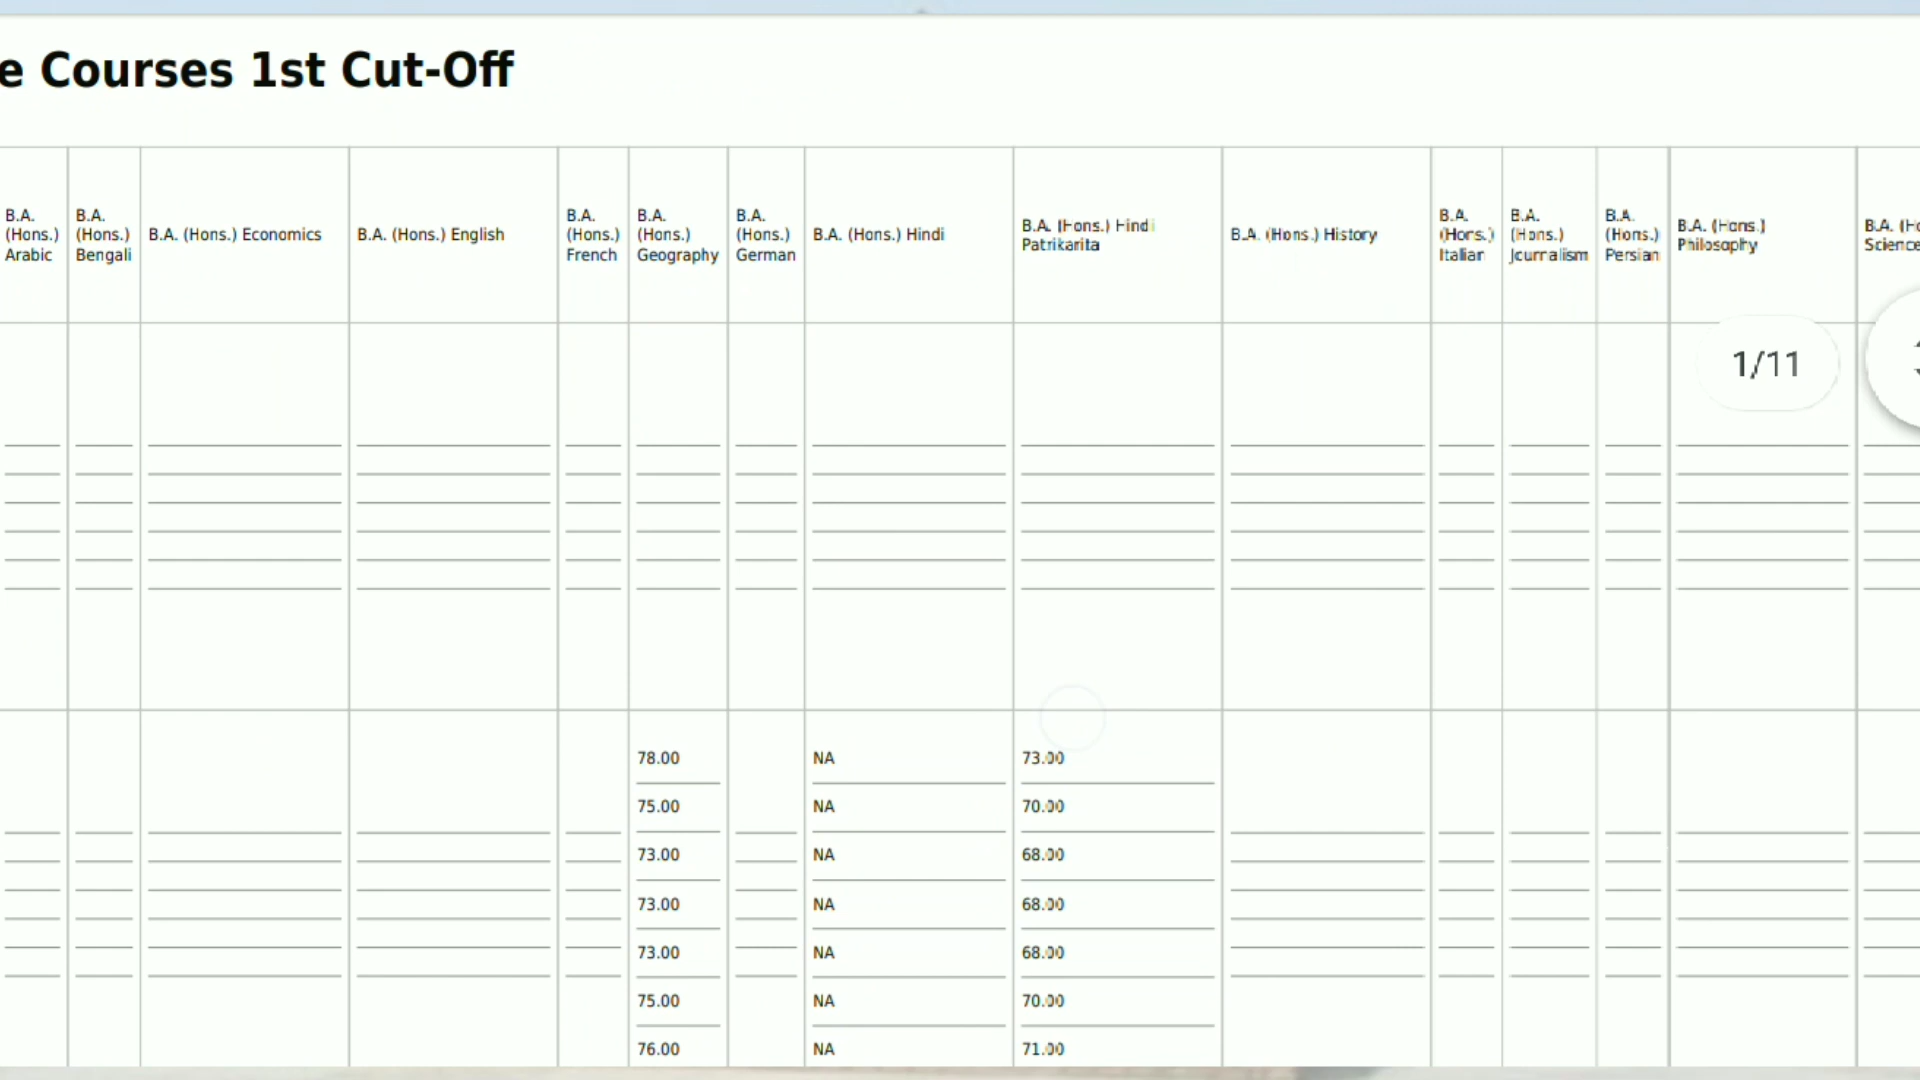 e Courses 1st Cut-Off
B.A. (Hons.) Arabic
B.A. (Hons.) Bengali
B.A. (Hons.) Economics
B.A. (Hons.) English
B.A. (Hons.) French
B.A. (Hons.) Geography
B.A. (Hons.) German
B.A. (Hons.) Hindi
B.A. (Hons.) Hindi Patrikarita
B.A. (Hons.) History
B.A. (Hons.) Italian
B.A. (Hons.) Journalism
B.A. (Hons.) Persian
B.A. (Hons.) Philosophy
B.A. (Ho Science
1/11
78.00 NA 73.00
75.00 NA 70.00
73.00 NA 68.00
73.00 NA 68.00
73.00 NA 68.00
75.00 NA 70.00
76.00 NA 71.00